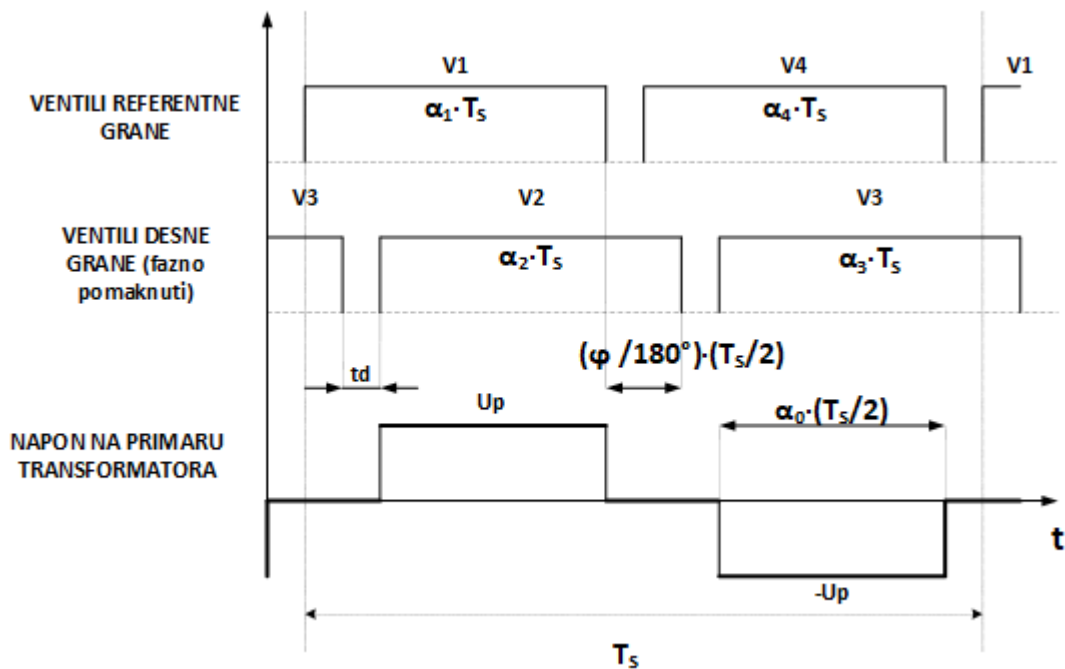 V1
V4
V1
VENTILI REFERENTNE
GRANE
α₁·Tₛ
α₄·Tₛ
V3
V2
V3
VENTILI DESNE
GRANE (fazno
pomaknuti)
α₂·Tₛ
α₃·Tₛ
(φ /180°)·(Tₛ/2)
td
Up
α₀·(Tₛ/2)
NAPON NA PRIMARU
TRANSFORMATORA
t
-Up
Tₛ